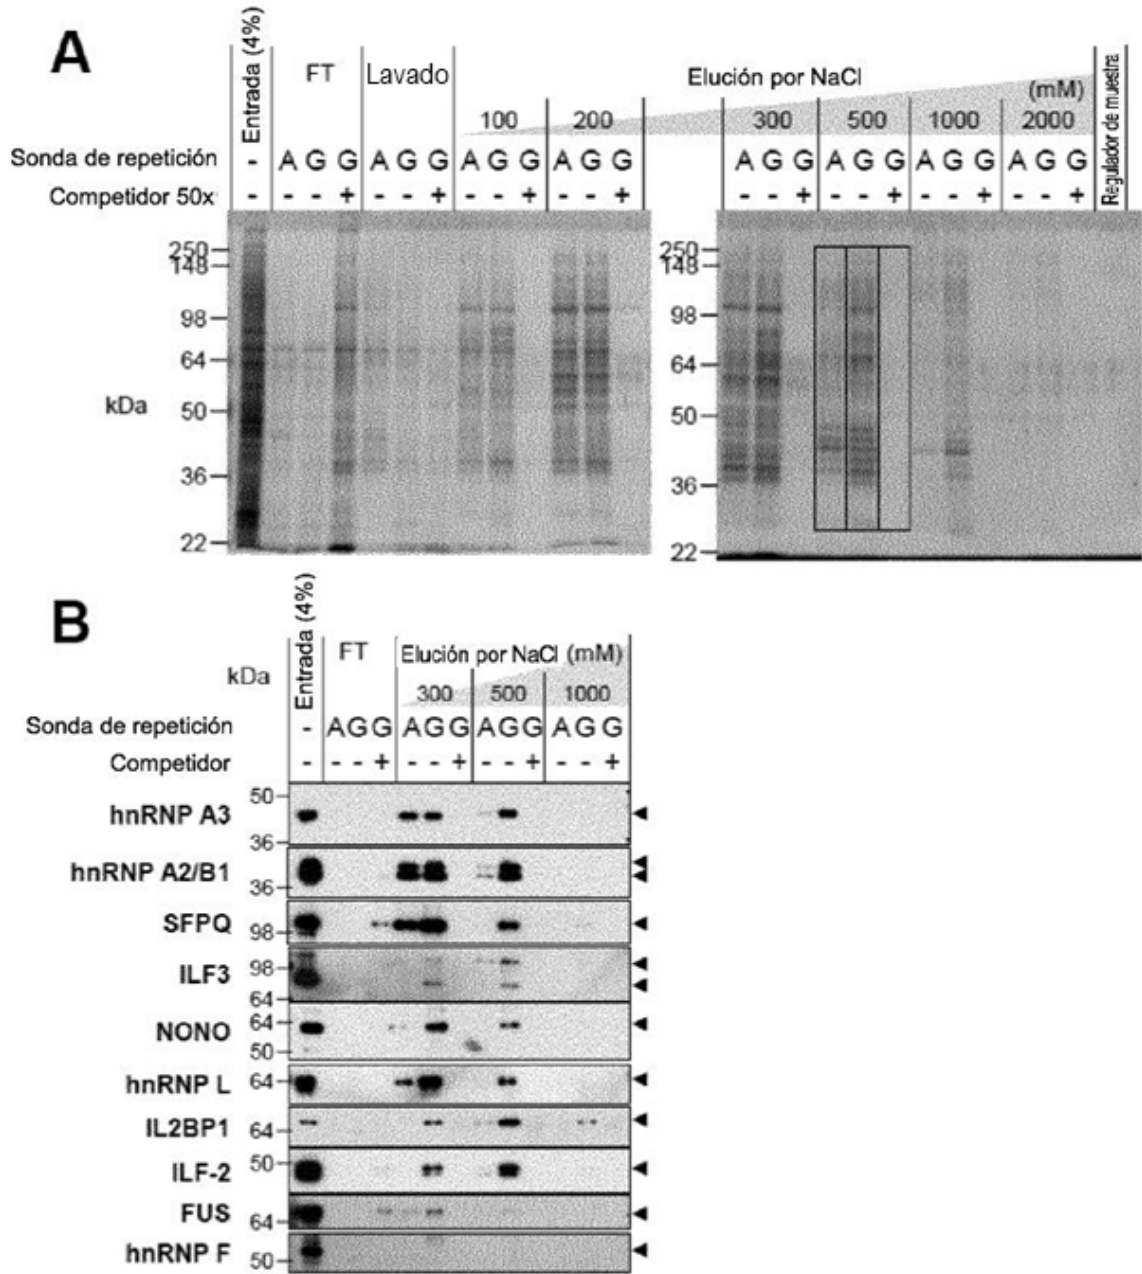 A
Entrada (4%)
FT
Lavado
Elución por NaCl
(mM)
Regulador de muestra
100
200
300
500
1000
2000
Sonda de repetición
- A G G A G G A G G A G G A G G A G G A G G A G G
Competidor 50x
- - - + - - + - - + - - + - - + - - + - - + - - +
250
148
98
64
kDa
50
36
22
250
148
98
64
50
36
22
B
Entrada (4%)
kDa
FT
Elución por NaCl (mM)
300
500
1000
Sonda de repetición
- A G G A G G A G G A G G
Competidor
- - - + - - + - - + - - +
50
hnRNP A3
36
hnRNP A2/B1
36
SFPQ
98
98
ILF3
64
64
NONO
50
hnRNP L
64
IL2BP1
64
50
ILF-2
FUS
64
hnRNP F
50